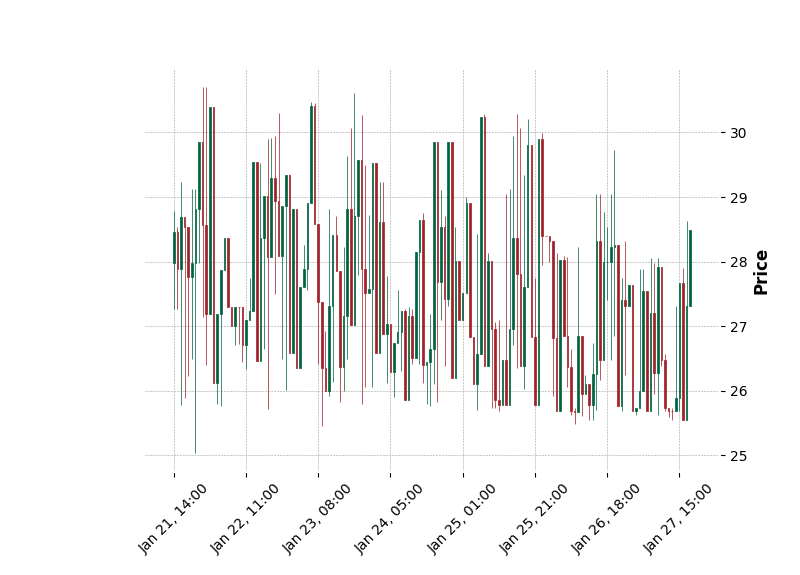 30
29
28
27
26
25
Price
Jan 21, 14:00
Jan 22, 11:00
Jan 23, 08:00
Jan 24, 05:00
Jan 25, 01:00
Jan 25, 21:00
Jan 26, 18:00
Jan 27, 15:00